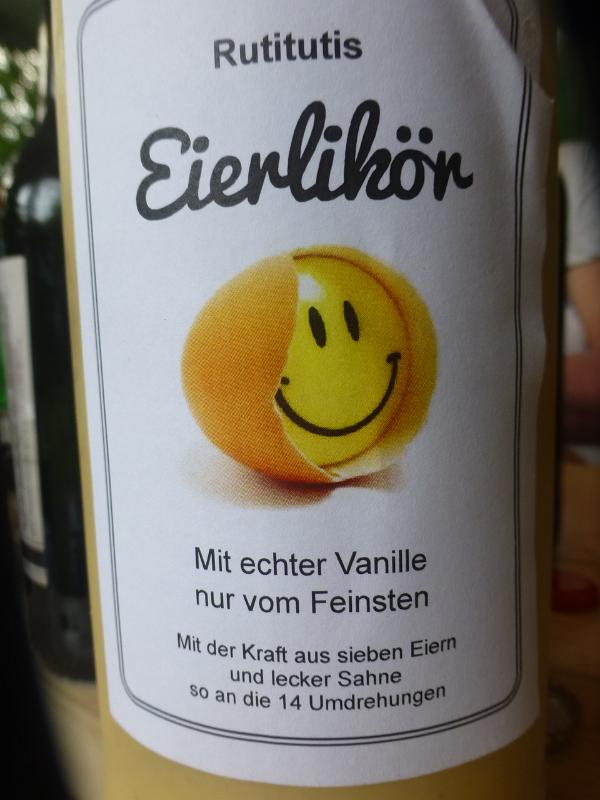 Rutitutis
Eierlikör
Mit echter Vanille
nur vom Feinsten
Mit der Kraft aus sieben Eiern
und lecker Sahne
so an die 14 Umdrehungen